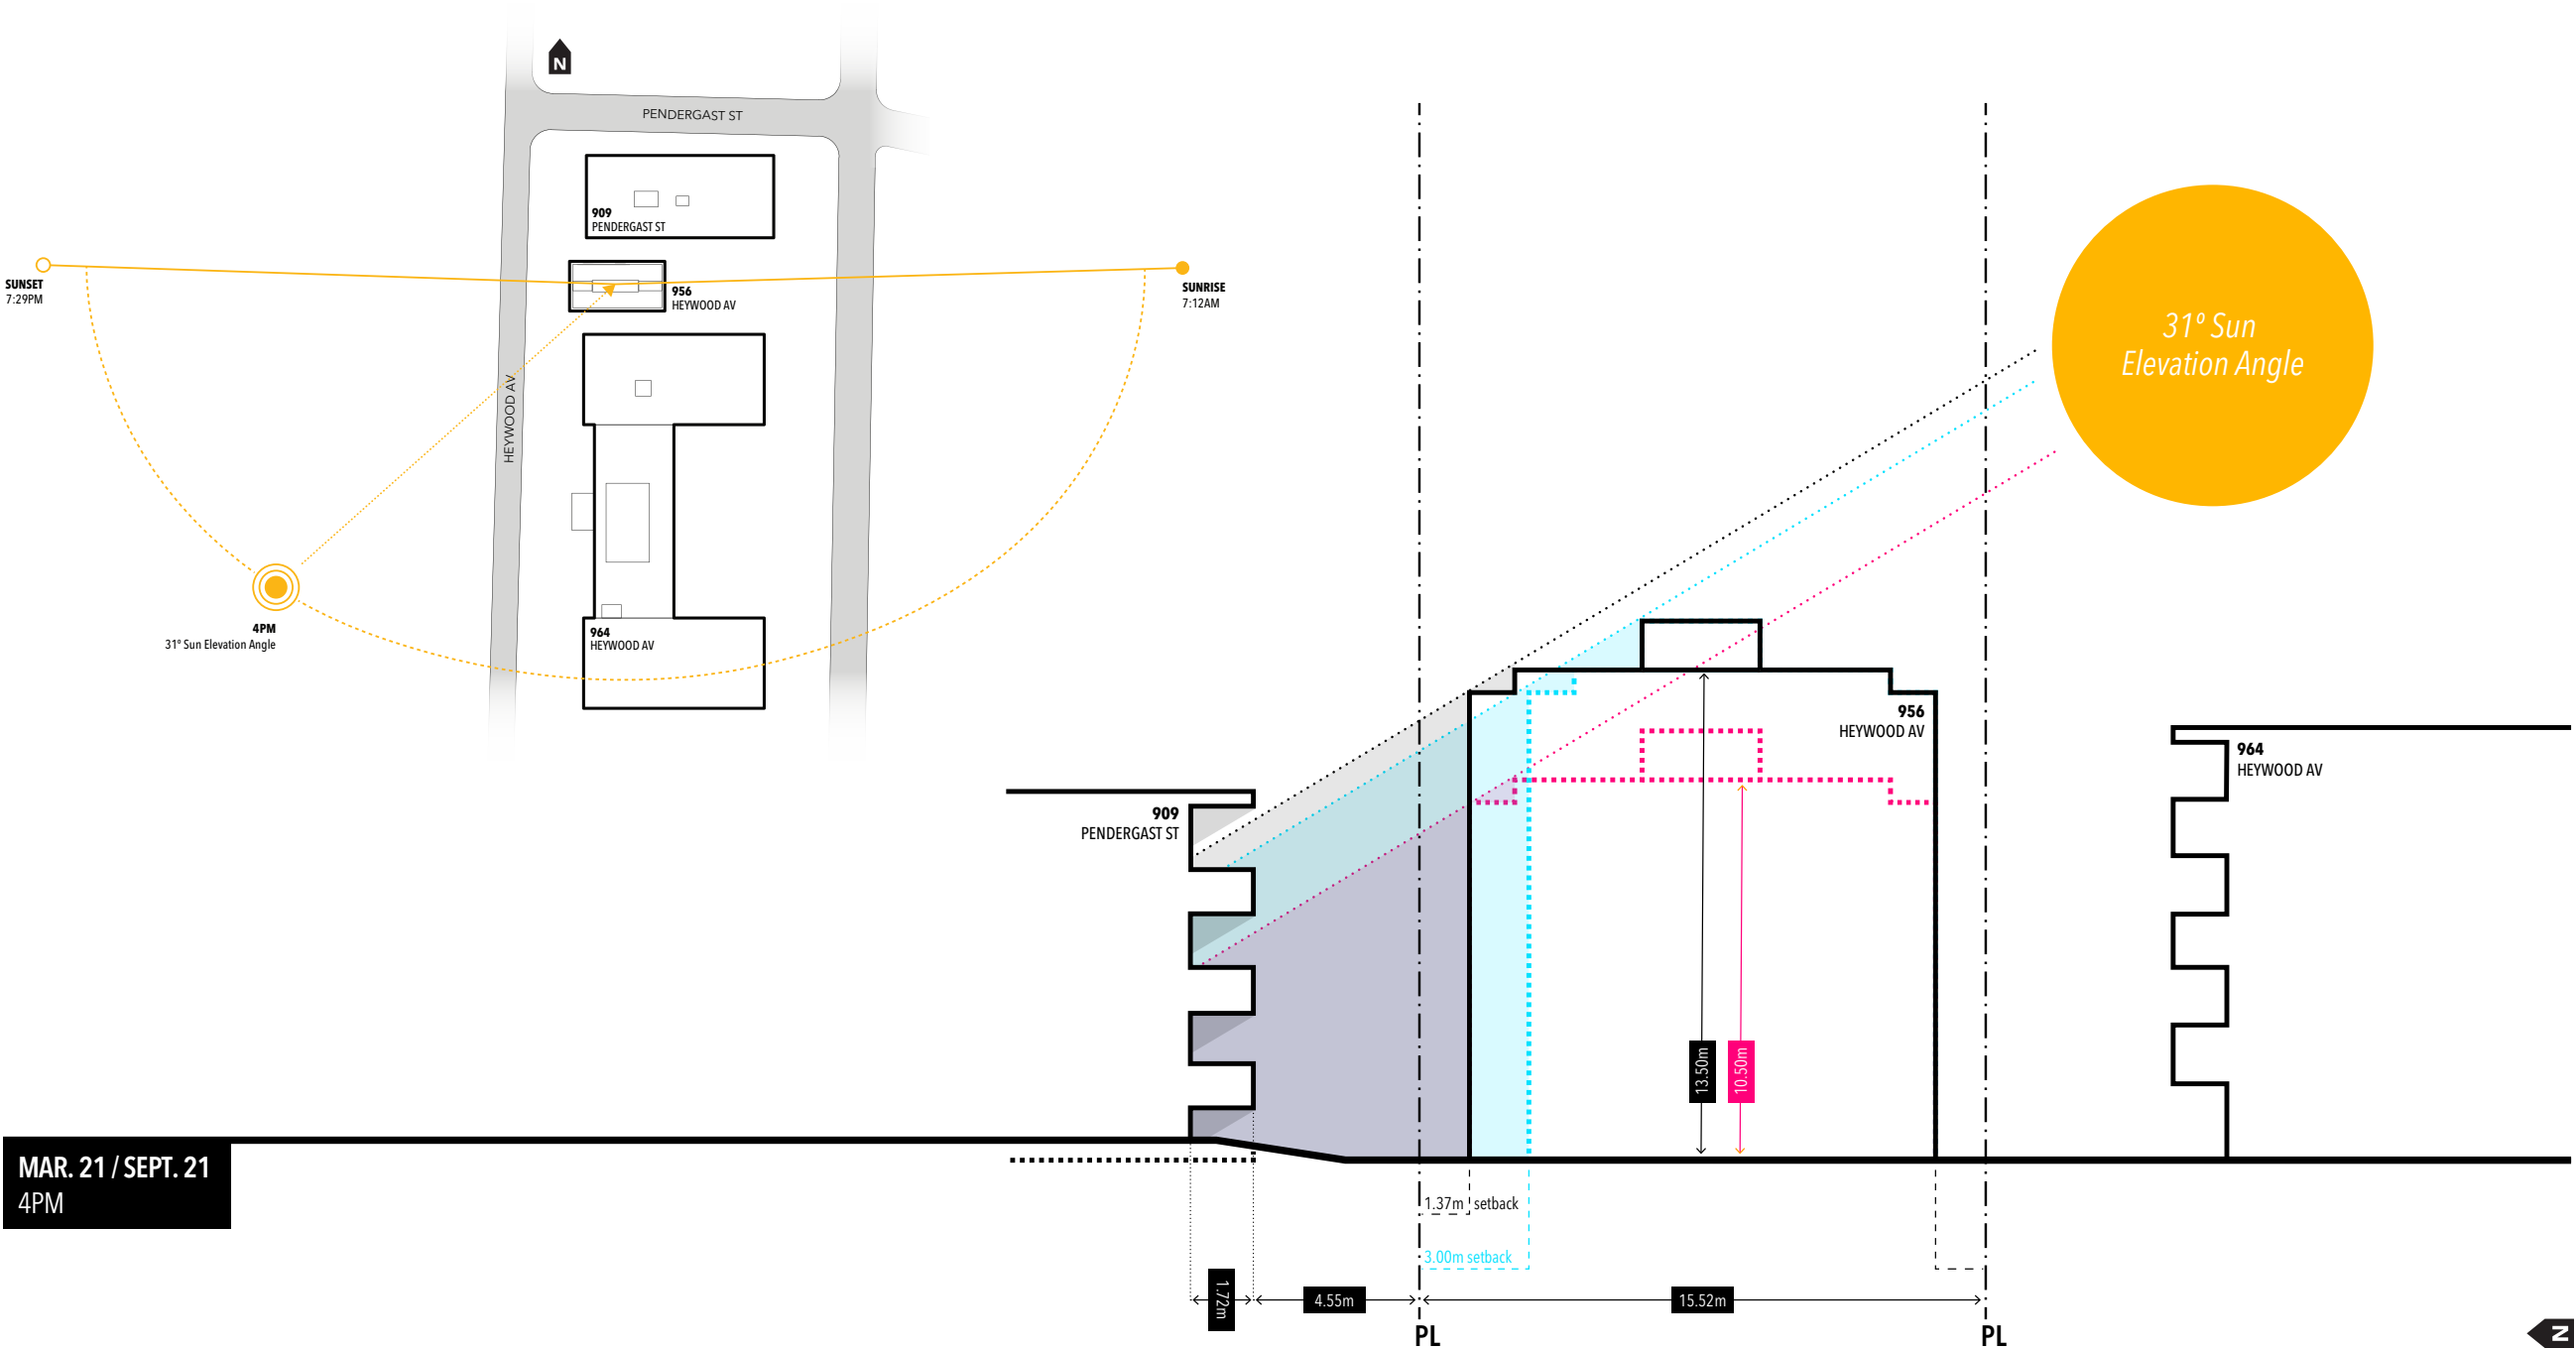 N
PENDERGAST ST
909
PENDERGAST ST
SUNSET
7:29PM
956
HEYWOOD AV
SUNRISE
7:12AM
HEYWOOD AV
4PM
31º Sun Elevation Angle
964
HEYWOOD AV
31º Sun
Elevation Angle
956
HEYWOOD AV
964
HEYWOOD AV
909
PENDERGAST ST
13.50m
10.50m
MAR. 21 / SEPT. 21
4PM
1.37m setback
3.00m setback
1.72m
4.55m
15.52m
PL
PL
N